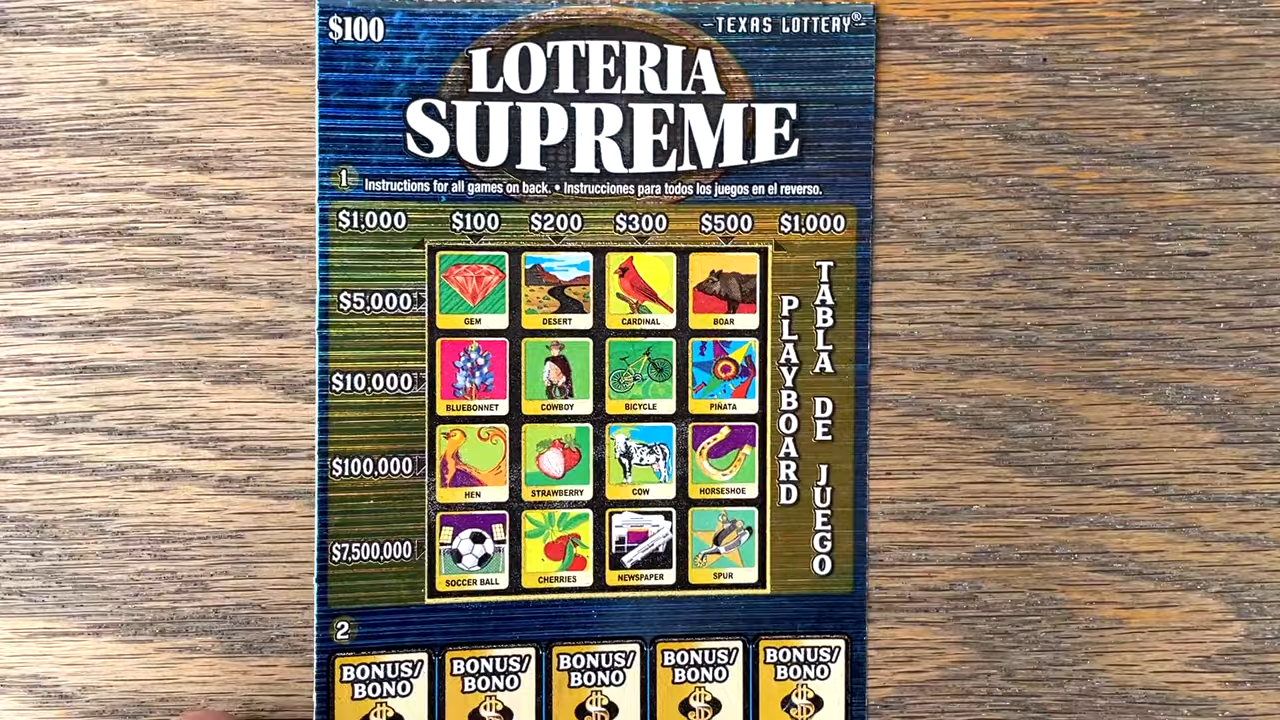 $100
TEXAS LOTTERY®
LOTERIA
SUPREME
1 Instructions for all games on back. • Instrucciones para todos los juegos en el reverso.
$1,000 $100 $200 $300 $500 $1,000
$5,000
GEM DESERT CARDINAL BOAR
$10,000
BLUEBONNET COWBOY BICYCLE PIÑATA
$100,000
HEN STRAWBERRY COW HORSESHOE
$7,500,000
SOCCER BALL CHERRIES NEWSPAPER SPUR
PLAYBOARD
TABLA DE JUEGO
2
BONUS/ BONUS/ BONUS/ BONUS/ BONUS/
BONO BONO BONO BONO BONO
$ $ $ $ $